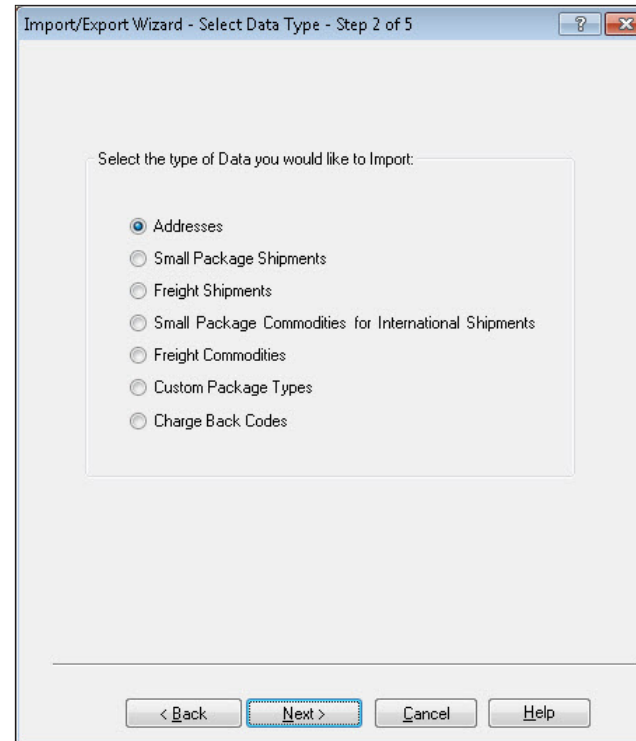 Import/Export Wizard - Select Data Type - Step 2 of 5
Select the type of Data you would like to Import:
Addresses
Small Package Shipments
Freight Shipments
Small Package Commodities for International Shipments
Freight Commodities
Custom Package Types
Charge Back Codes
< Back Next > Cancel Help